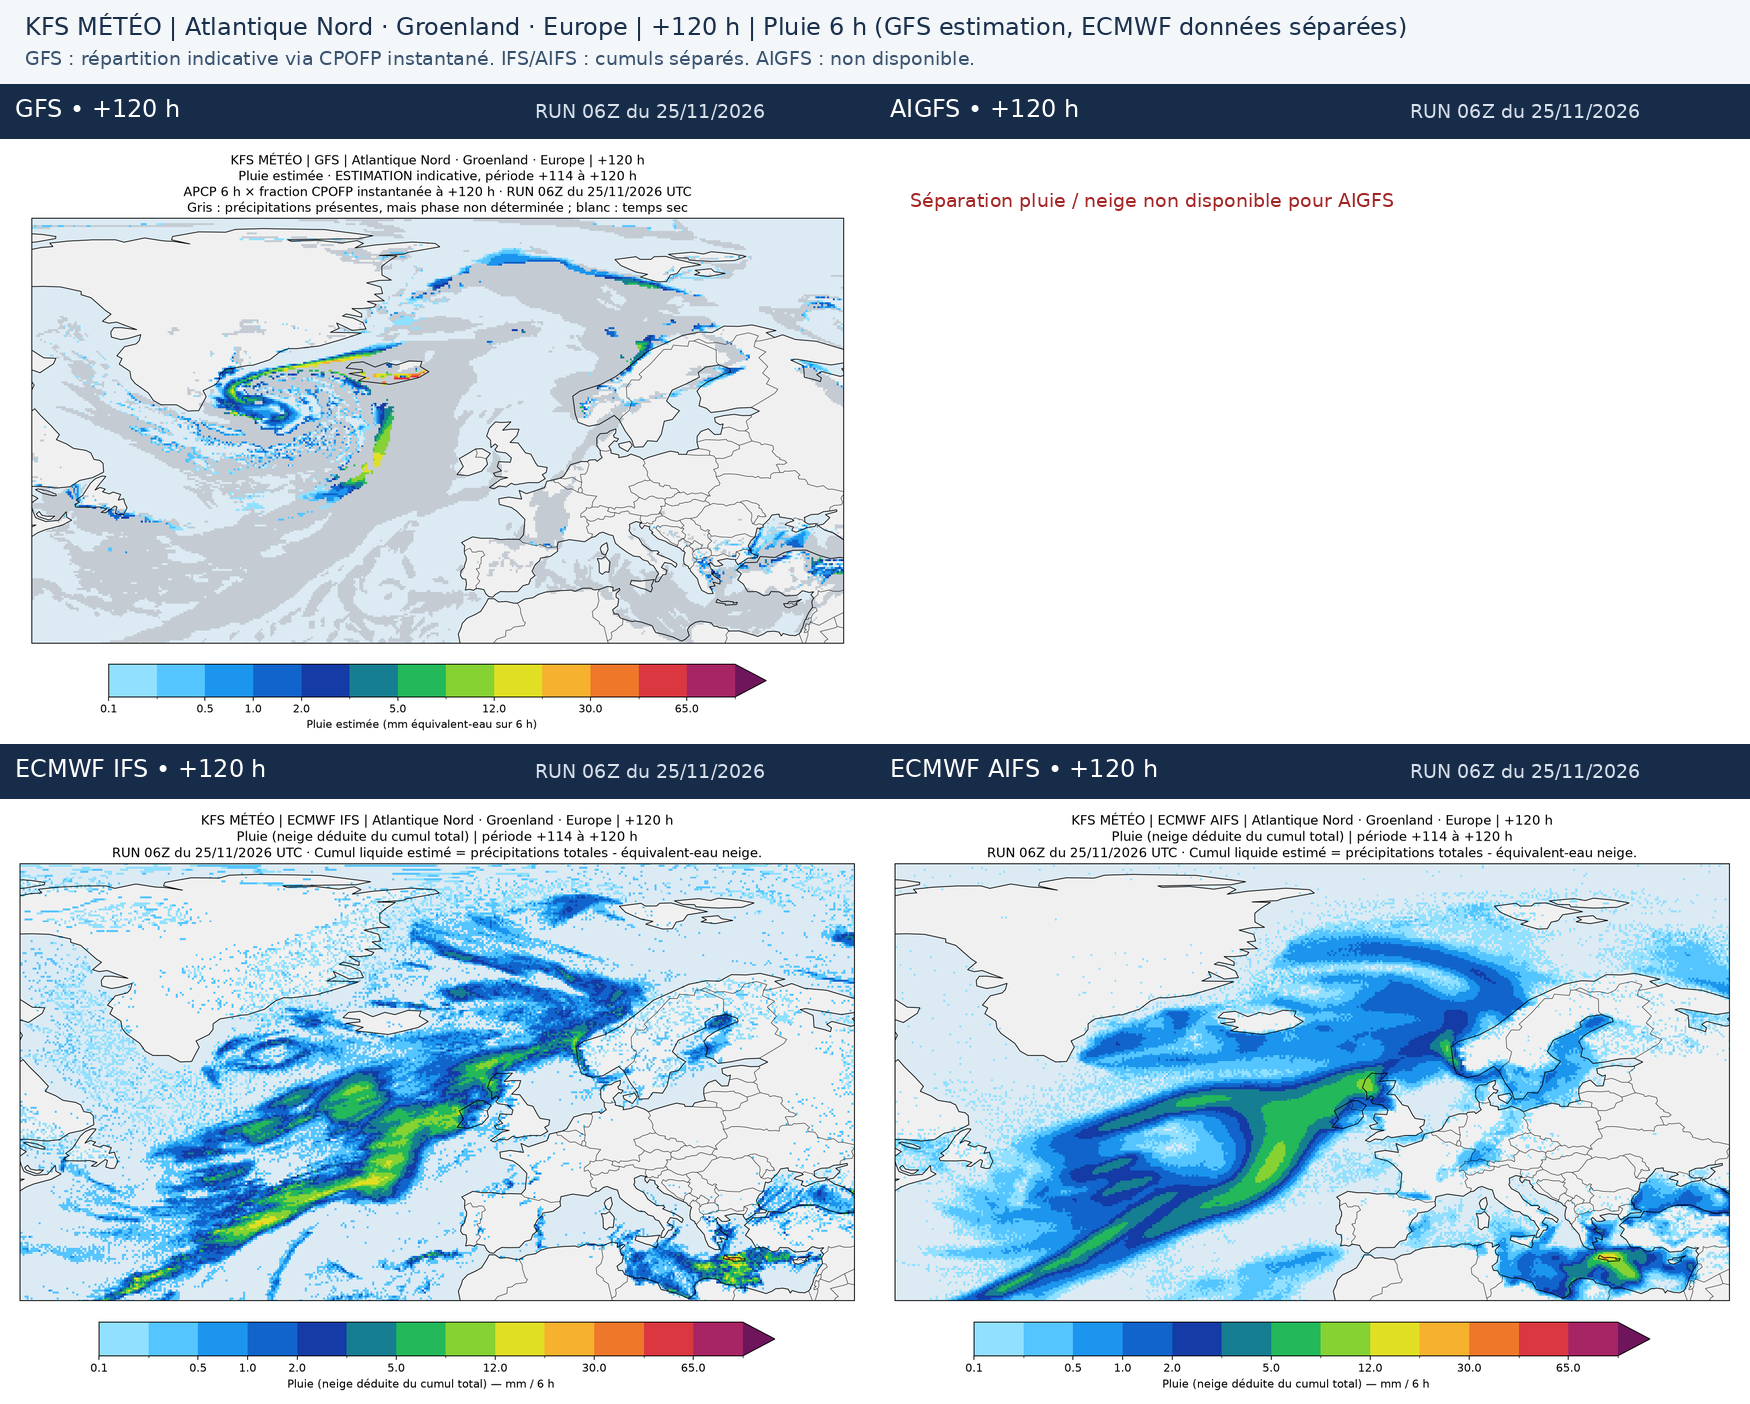 KFS MÉTÉO | Atlantique Nord · Groenland · Europe | +120 h | Pluie 6 h (GFS estimation, ECMWF données séparées)
GFS : répartition indicative via CPOFP instantané. IFS/AIFS : cumuls séparés. AIGFS : non disponible.
GFS • +120 h RUN 06Z du 25/11/2026
AIGFS • +120 h RUN 06Z du 25/11/2026
KFS MÉTÉO | GFS | Atlantique Nord · Groenland · Europe | +120 h
Pluie estimée · ESTIMATION indicative, période +114 à +120 h
APCP 6 h × fraction CPOFP instantanée à +120 h · RUN 06Z du 25/11/2026 UTC
Gris : précipitations présentes, mais phase non déterminée ; blanc : temps sec
0.1 0.5 1.0 2.0 5.0 12.0 30.0 65.0
Pluie estimée (mm équivalent-eau sur 6 h)
Séparation pluie / neige non disponible pour AIGFS
ECMWF IFS • +120 h RUN 06Z du 25/11/2026
ECMWF AIFS • +120 h RUN 06Z du 25/11/2026
KFS MÉTÉO | ECMWF IFS | Atlantique Nord · Groenland · Europe | +120 h
Pluie (neige déduite du cumul total) | période +114 à +120 h
RUN 06Z du 25/11/2026 UTC · Cumul liquide estimé = précipitations totales - équivalent-eau neige.
0.1 0.5 1.0 2.0 5.0 12.0 30.0 65.0
Pluie (neige déduite du cumul total) — mm / 6 h
KFS MÉTÉO | ECMWF AIFS | Atlantique Nord · Groenland · Europe | +120 h
Pluie (neige déduite du cumul total) | période +114 à +120 h
RUN 06Z du 25/11/2026 UTC · Cumul liquide estimé = précipitations totales - équivalent-eau neige.
0.1 0.5 1.0 2.0 5.0 12.0 30.0 65.0
Pluie (neige déduite du cumul total) — mm / 6 h